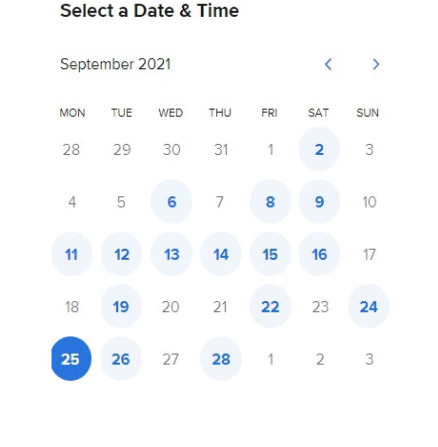 Select a Date & Time
September 2021
MON TUE WED THU FRI SAT SUN
28 29 30 31 1 2 3
4 5 6 7 8 9 10
11 12 13 14 15 16 17
18 19 20 21 22 23 24
25 26 27 28 1 2 3